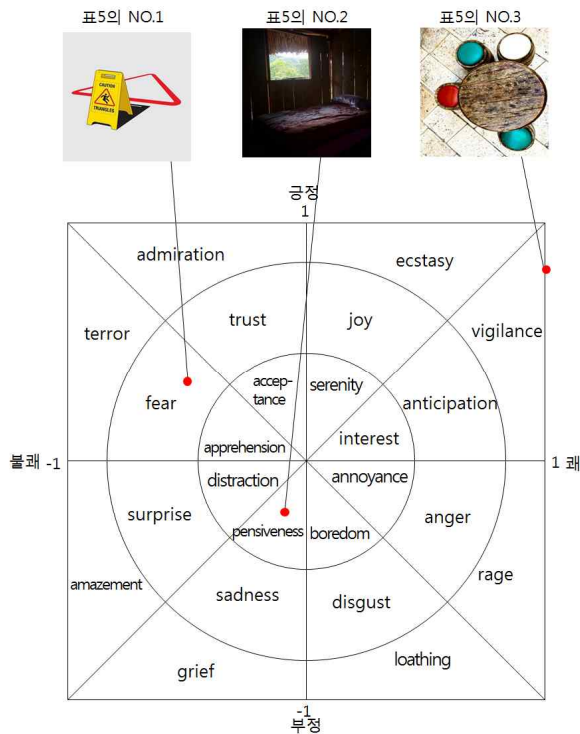 표5의 NO.1
표5의 NO.2
표5의 NO.3
CAUTION
TRIANGLES
긍정
1
admiration
ecstasy
terror
trust
joy
vigilance
fear
accep-
tance
serenity
anticipation
apprehension
interest
불쾌 -1
1 쾌
distraction
annoyance
surprise
anger
pensiveness
boredom
amazement
rage
sadness
disgust
grief
loathing
-1
부정